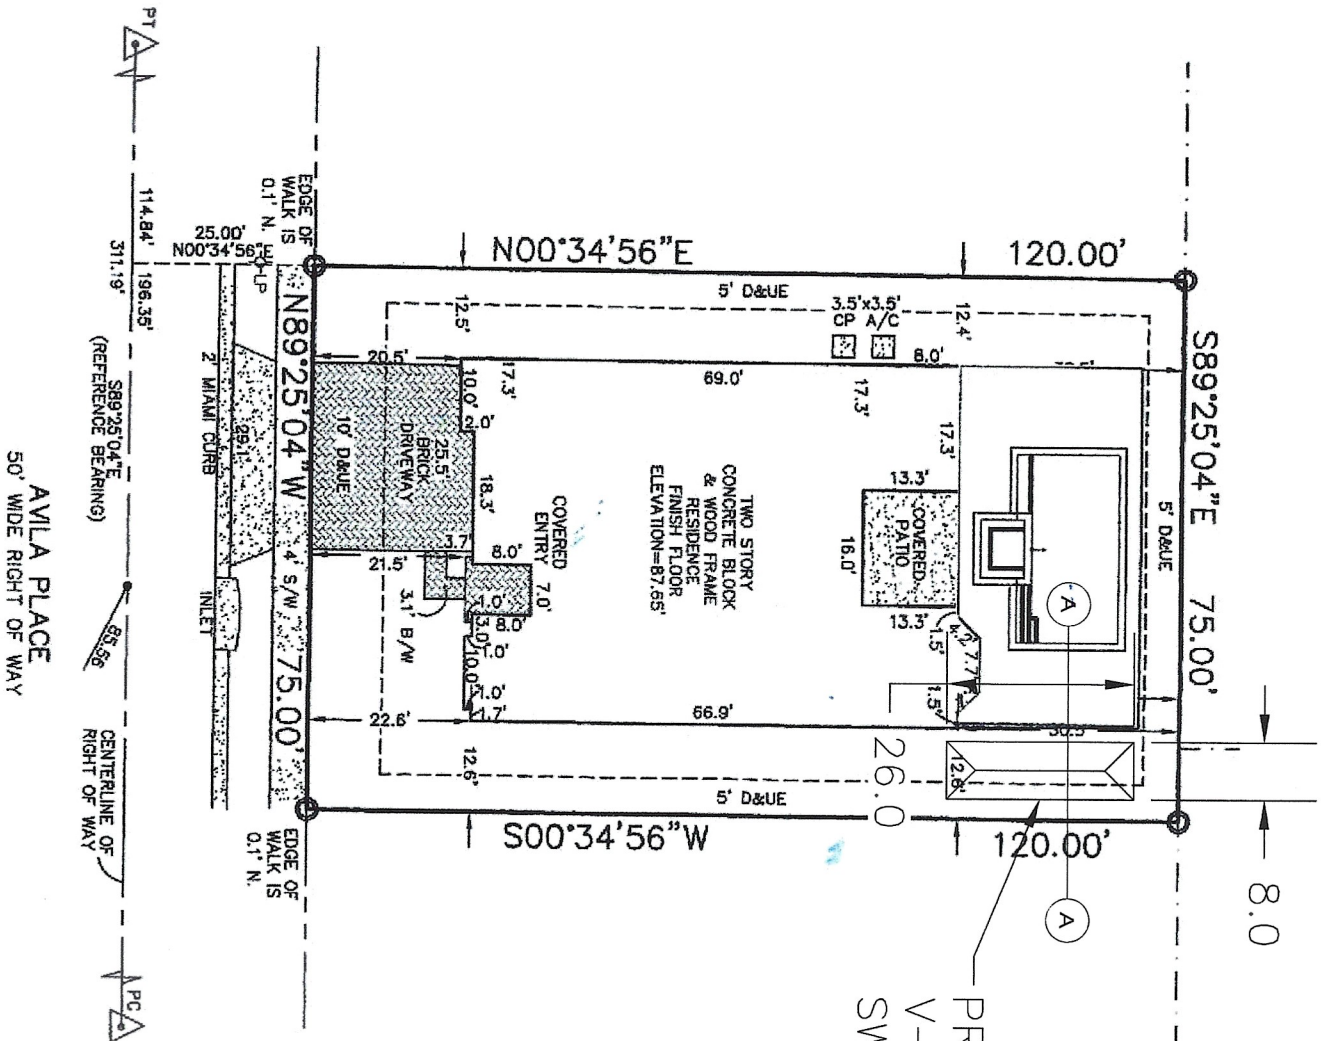 PT
114.84'
311.19'
196.35'
S89°25'04"E
(REFERENCE BEARING)
AVILA PLACE
50' WIDE RIGHT OF WAY
85.56
CENTERLINE OF
RIGHT OF WAY
PC
EDGE OF
WALK IS
0.1' N.
25.00'
N00°34'56"E
LP
2' MIAMI CURB
29.1'
INLET
4' S/W
EDGE OF
WALK IS
0.1' N.
N89°25'04"W
75.00'
N00°34'56"E
120.00'
S89°25'04"E
75.00'
S00°34'56"W
120.00'
5' D&UE
5' D&UE
5' D&UE
10' D&UE
12.5'
12.4'
3.5'x3.5'
CP A/C
8.0'
20.5'
10.0'
17.3'
69.0'
17.3'
17.3'
2.0'
25.5'
BRICK
DRIVEWAY
18.3'
3.7'
21.5'
8.0'
COVERED
ENTRY
7.0'
1.0'
8.0'
3.0'
1.0'
10.0'
1.0'
1.7'
3.1' B/W
22.6'
12.6'
66.9'
TWO STORY
CONCRETE BLOCK
& WOOD FRAME
RESIDENCE
FINISH FLOOR
ELEVATION=87.65'
13.3'
COVERED
PATIO
16.0'
13.3'
1.5'
4.2'
7.7'
1.5'
30.5'
12.6'
26.0
8.0
A
A
PR
V-
SW